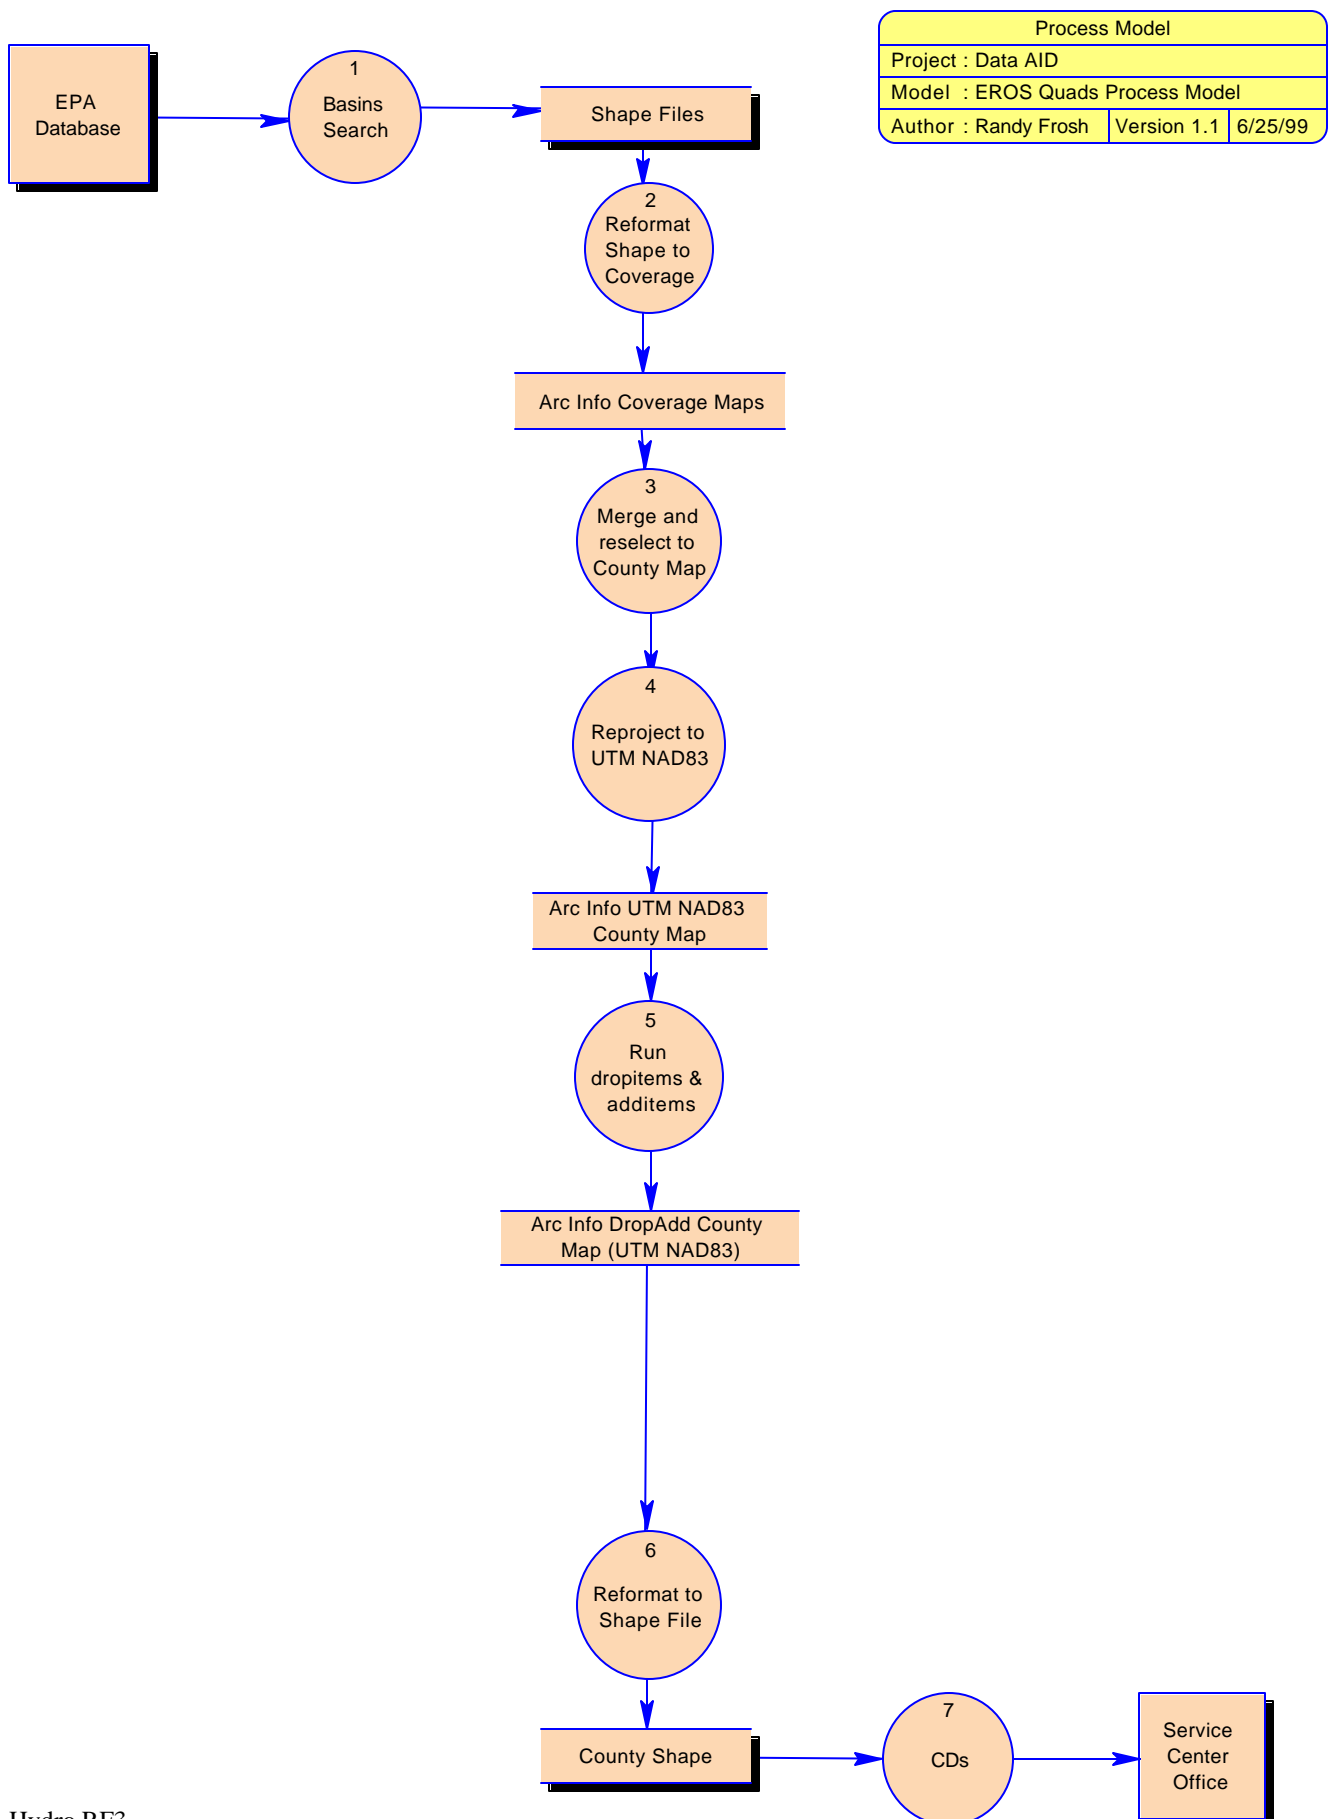 Process Model
Project : Data AID
Model : EROS Quads Process Model
Author : Randy Frosh Version 1.1 6/25/99
EPA
Database
1
Basins
Search
Shape Files
2
Reformat
Shape to
Coverage
Arc Info Coverage Maps
3
Merge and
reselect to
County Map
4
Reproject to
UTM NAD83
Arc Info UTM NAD83
County Map
5
Run
dropitems &
additems
Arc Info DropAdd County
Map (UTM NAD83)
6
Reformat to
Shape File
County Shape
7
CDs
Service
Center
Office
Hydro RF3